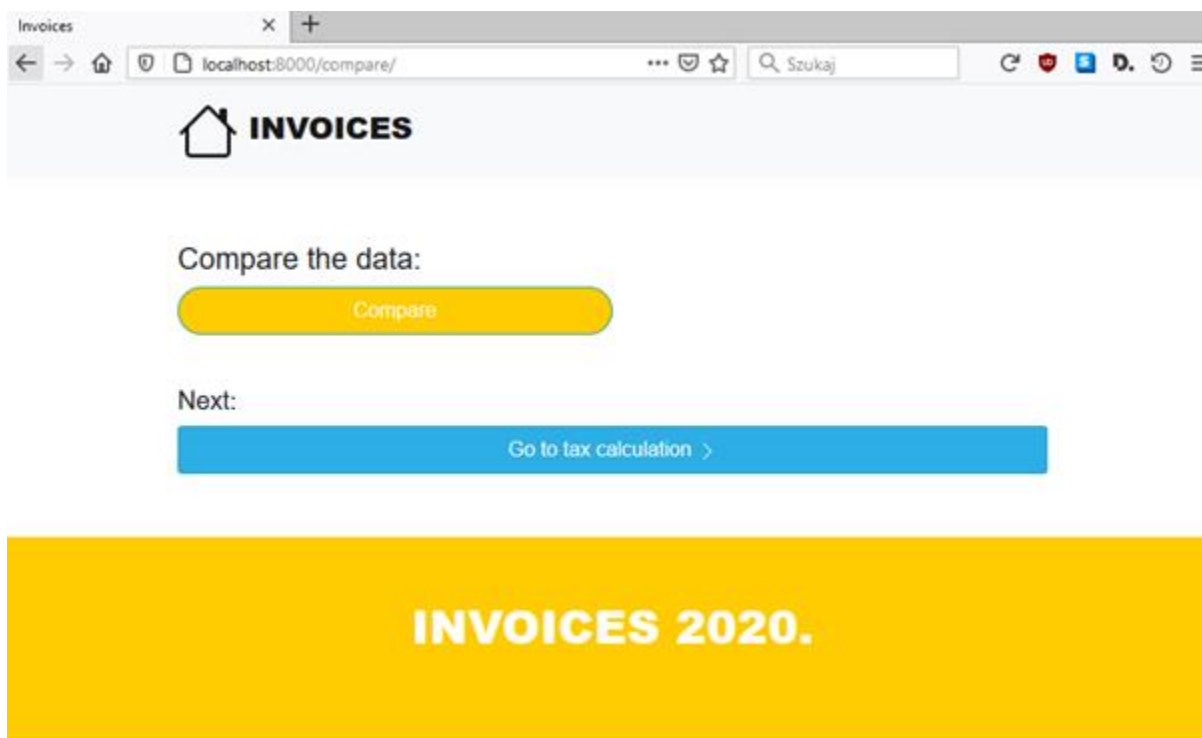 Invoices
localhost:8000/compare/
Szukaj
D.
INVOICES
Compare the data:
Compare
Next:
Go to tax calculation >
INVOICES 2020.